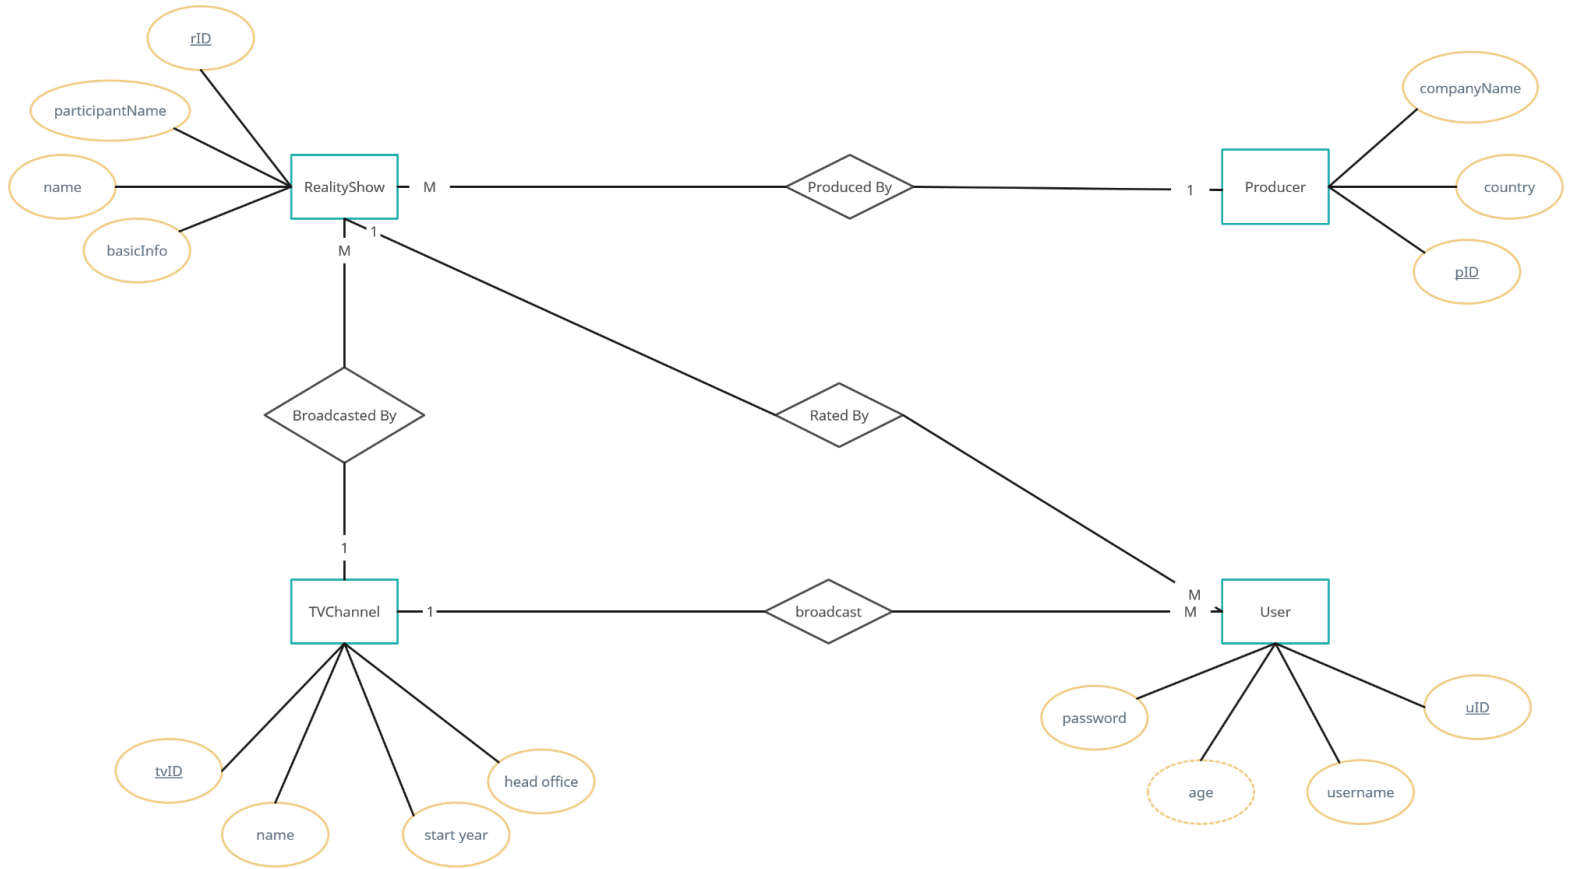 rID
companyName
participantName
name
RealityShow
M
Produced By
1
Producer
country
basicInfo
1
M
pID
Broadcasted By
Rated By
1
M
TVChannel
1
broadcast
M
User
password
uID
tvID
head office
age
username
name
start year